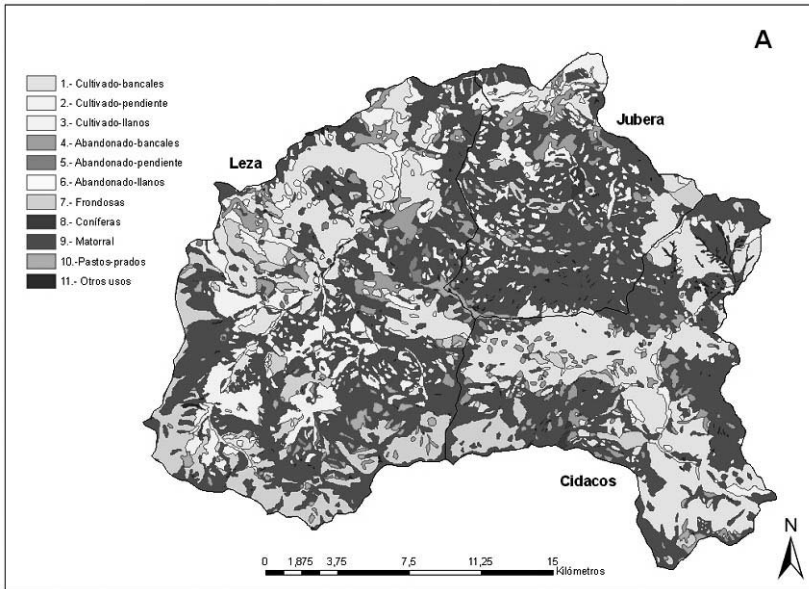 A
1.- Cultivado-bancales
2.- Cultivado-pendiente
3.- Cultivado-llanos
4.- Abandonado-bancales
5.- Abandonado-pendiente
6.- Abandonado-llanos
7.- Frondosas
8.- Coníferas
9.- Matorral
10.-Pastos-prados
11.- Otros usos
Jubera
Leza
Cidacos
N
0 1,875 3,75 7,5 11,25 15
Kilómetros